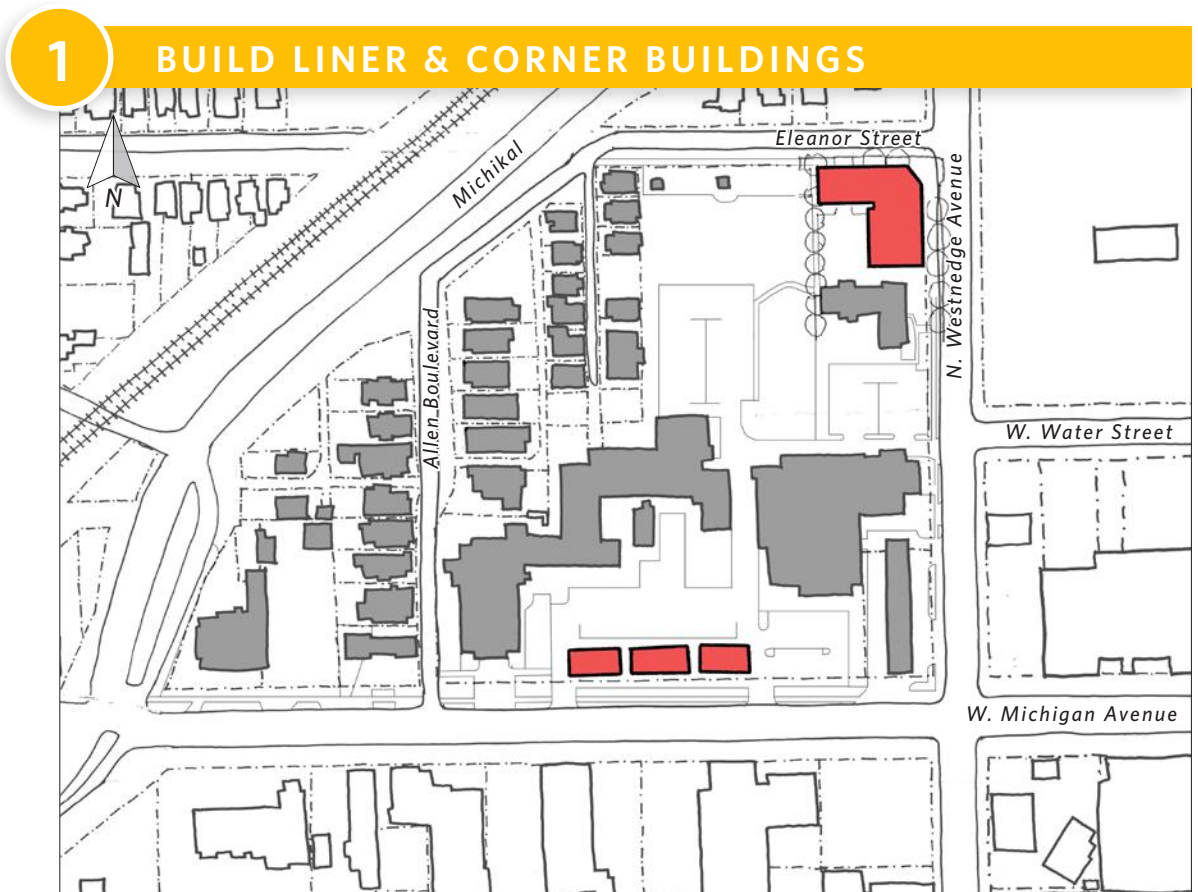 1
BUILD LINER & CORNER BUILDINGS
Eleanor Street
Michikal
N
N. Westnedge Avenue
Allen Boulevard
W. Water Street
W. Michigan Avenue